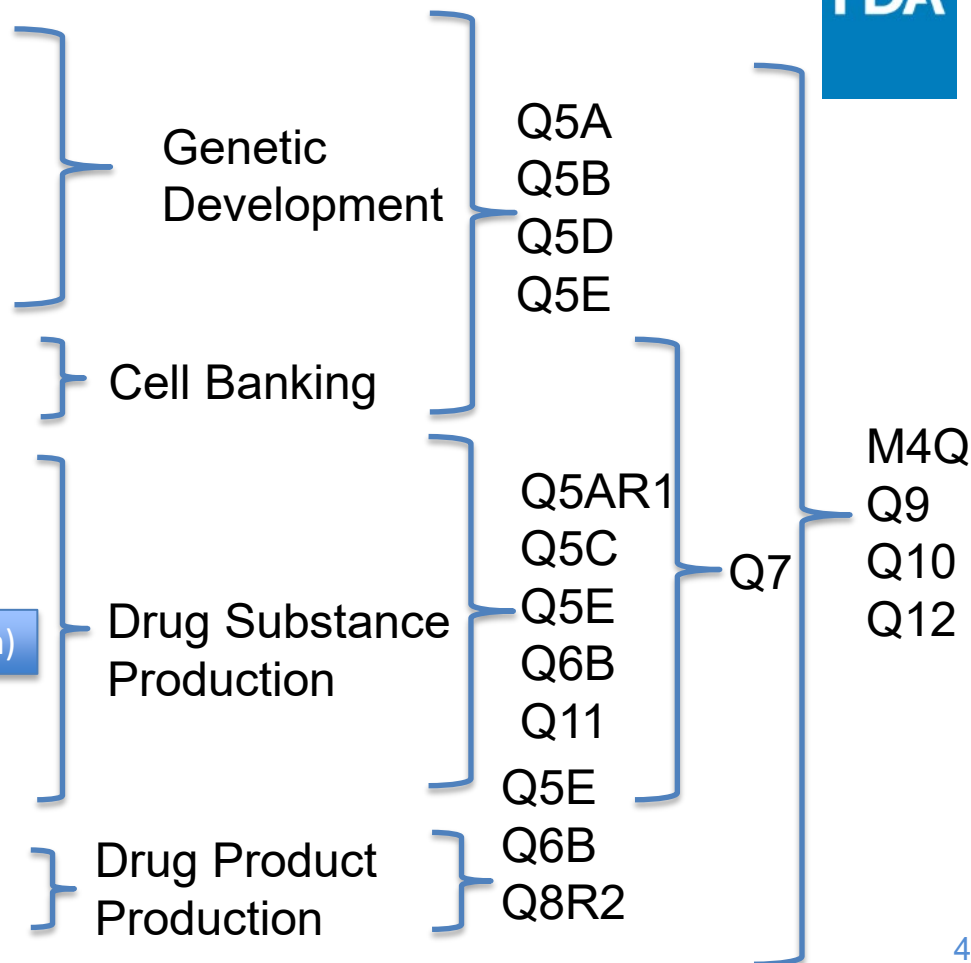 Genetic
Development
Q5A
Q5B
Q5D
Q5E
Cell Banking
Drug Substance
Production
Q5AR1
Q5C
Q5E
Q6B
Q11
Q7
Drug Product
Production
Q5E
Q6B
Q8R2
M4Q
Q9
Q10
Q12
4